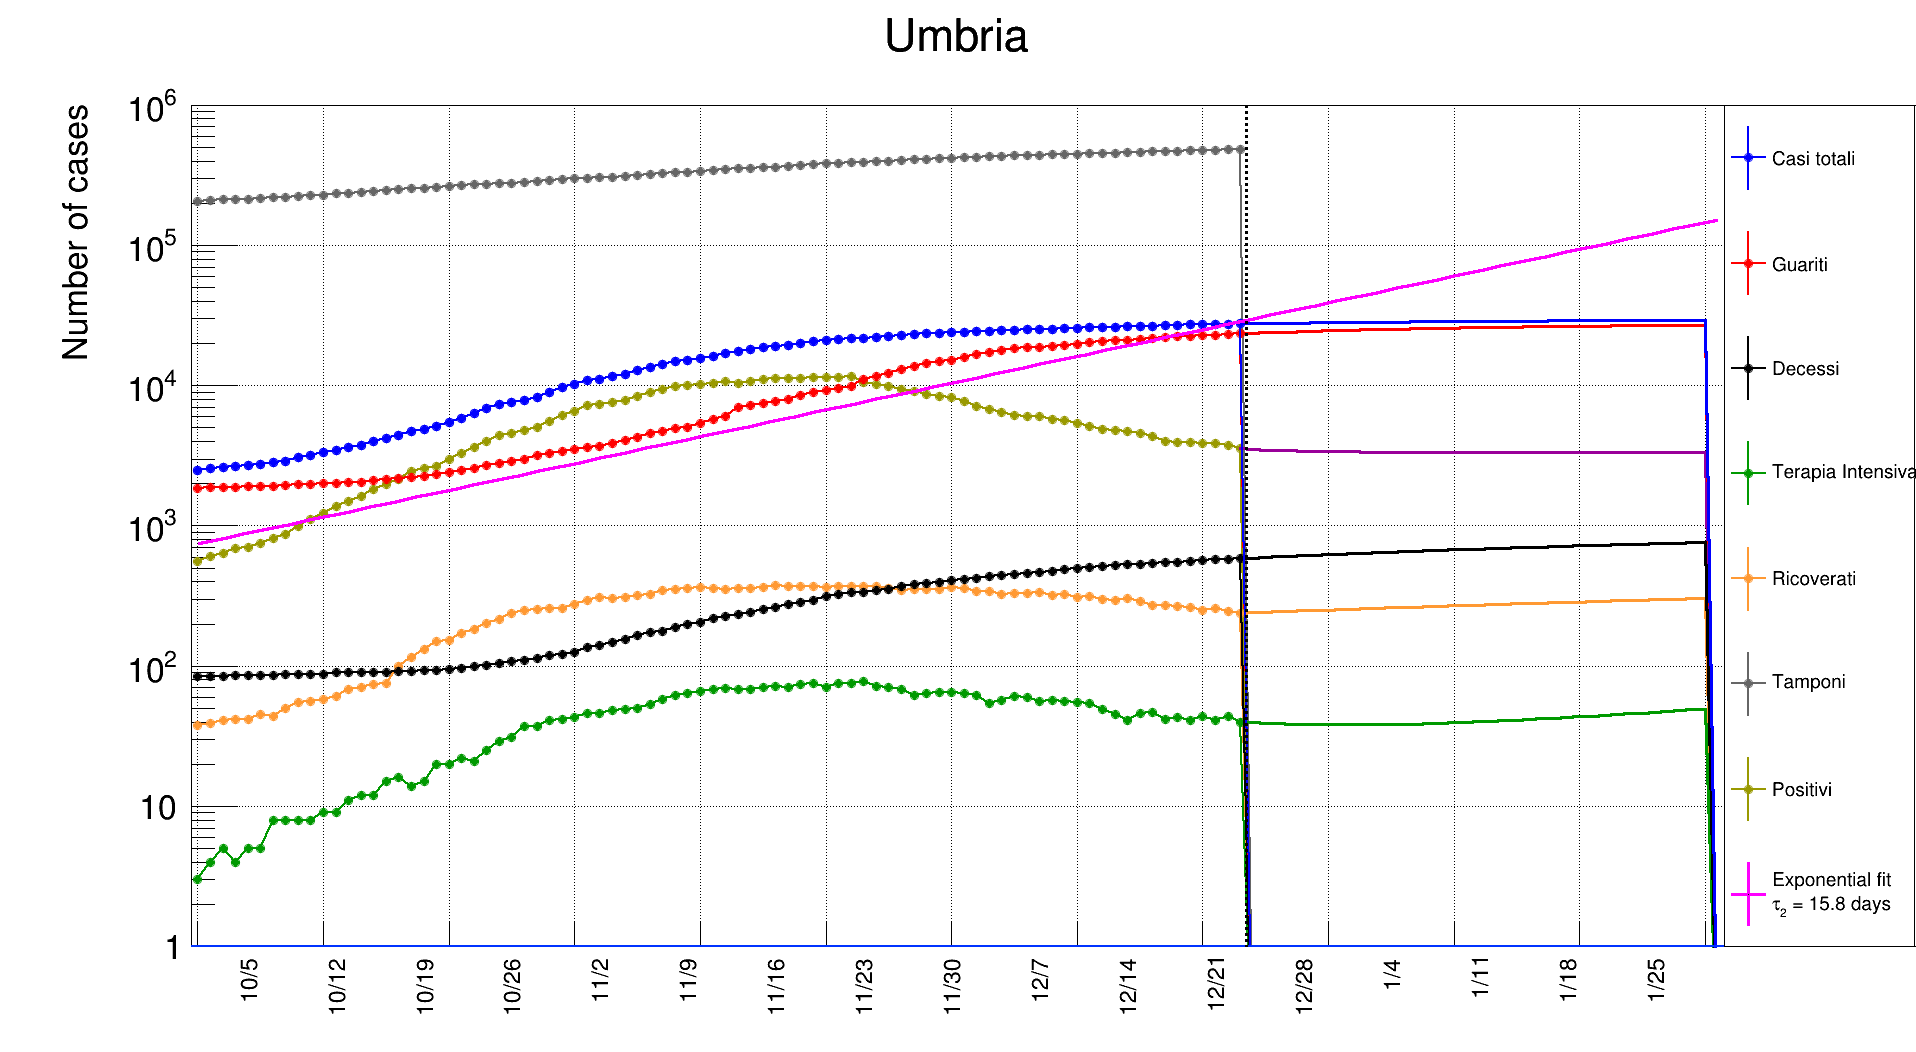 Umbria
Number of cases
10^6
10^5
10^4
10^3
10^2
10
1
10/5
10/12
10/19
10/26
11/2
11/9
11/16
11/23
11/30
12/7
12/14
12/21
12/28
1/4
1/11
1/18
1/25
Casi totali
Guariti
Decessi
Terapia Intensiva
Ricoverati
Tamponi
Positivi
Exponential fit
τ₂ = 15.8 days